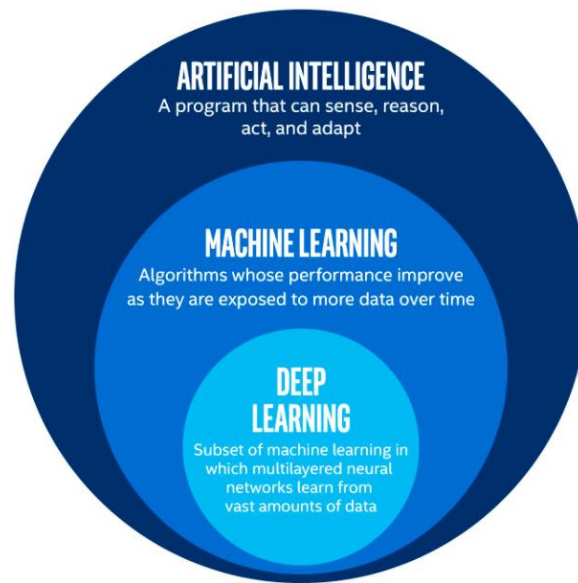 ARTIFICIAL INTELLIGENCE
A program that can sense, reason,
act, and adapt
MACHINE LEARNING
Algorithms whose performance improve
as they are exposed to more data over time
DEEP
LEARNING
Subset of machine learning in
which multilayered neural
networks learn from
vast amounts of data